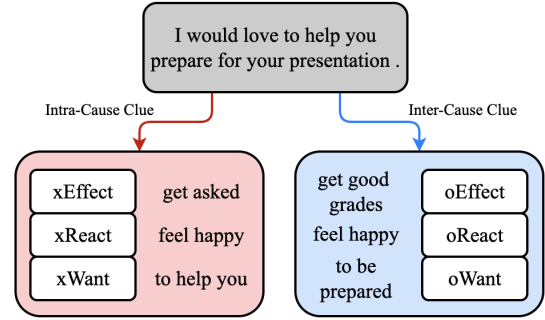 I would love to help you
prepare for your presentation .
Intra-Cause Clue
Inter-Cause Clue
xEffect get asked
xReact feel happy
xWant to help you
get good
grades
oEffect
feel happy oReact
to be
prepared
oWant